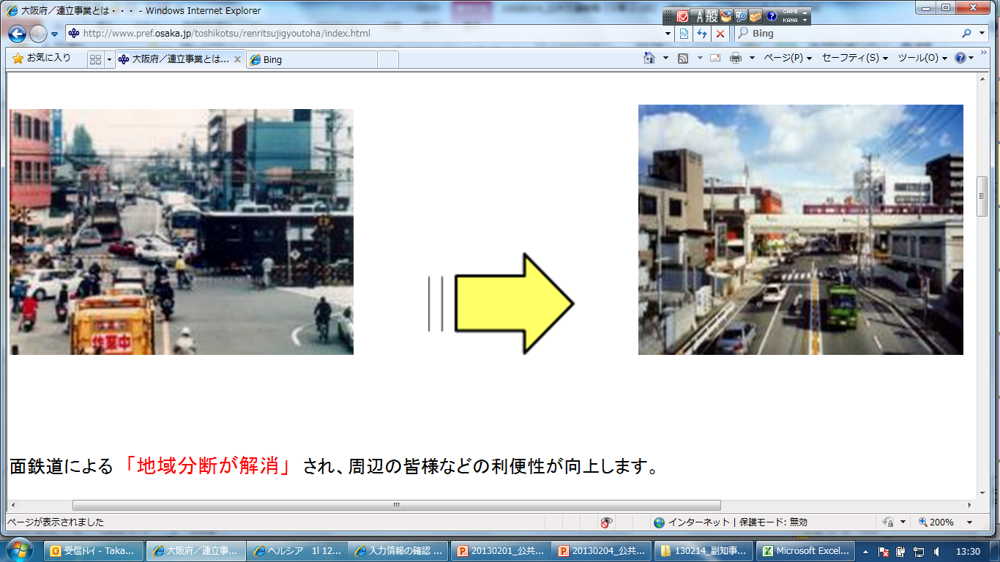 大阪府／連立事業とは・・・ - Windows Internet Explorer
A 般 CAPS KANA
http://www.pref.osaka.jp/toshikotsu/renritsujigyoutoha/index.html
Bing
お気に入り
大阪府／連立事業とは...
Bing
ページ(P)
セーフティ(S)
ツール(O)
作業中
面鉄道による 「地域分断が解消」 され、周辺の皆様などの利便性が向上します。
ページが表示されました
インターネット | 保護モード: 無効
200%
受信トレイ - Taka...
大阪府／連立事...
ヘルシア 1l 12...
入力情報の確認 ...
20130201_公共...
20130204_公共...
130214_副知事...
Microsoft Excel...
13:30